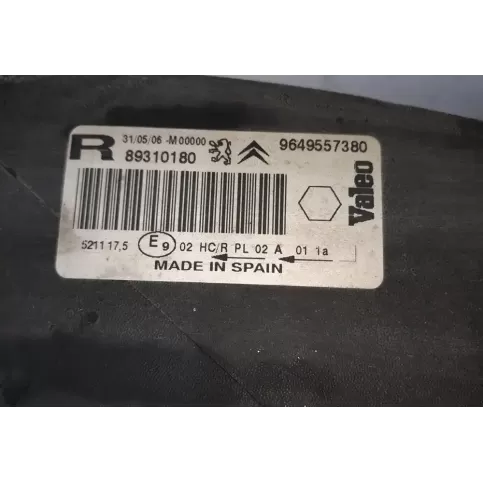 R 31/05/06 -M00000 9649557380
89310180
Valeo
521117,5 E9 02 HC/R PL 02 A 01 1a
MADE IN SPAIN